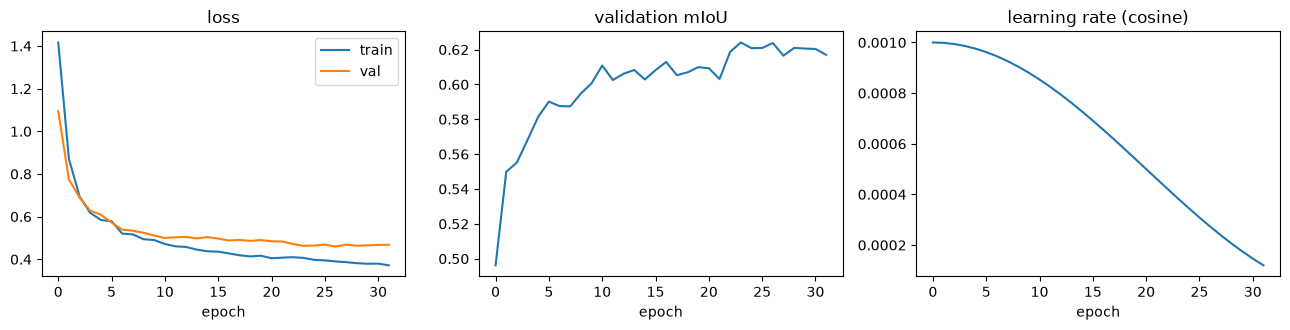 loss
1.4
1.2
1.0
0.8
0.6
0.4
0 5 10 15 20 25 30
epoch
train
val
validation mIoU
0.62
0.60
0.58
0.56
0.54
0.52
0.50
0 5 10 15 20 25 30
epoch
learning rate (cosine)
0.0010
0.0008
0.0006
0.0004
0.0002
0 5 10 15 20 25 30
epoch